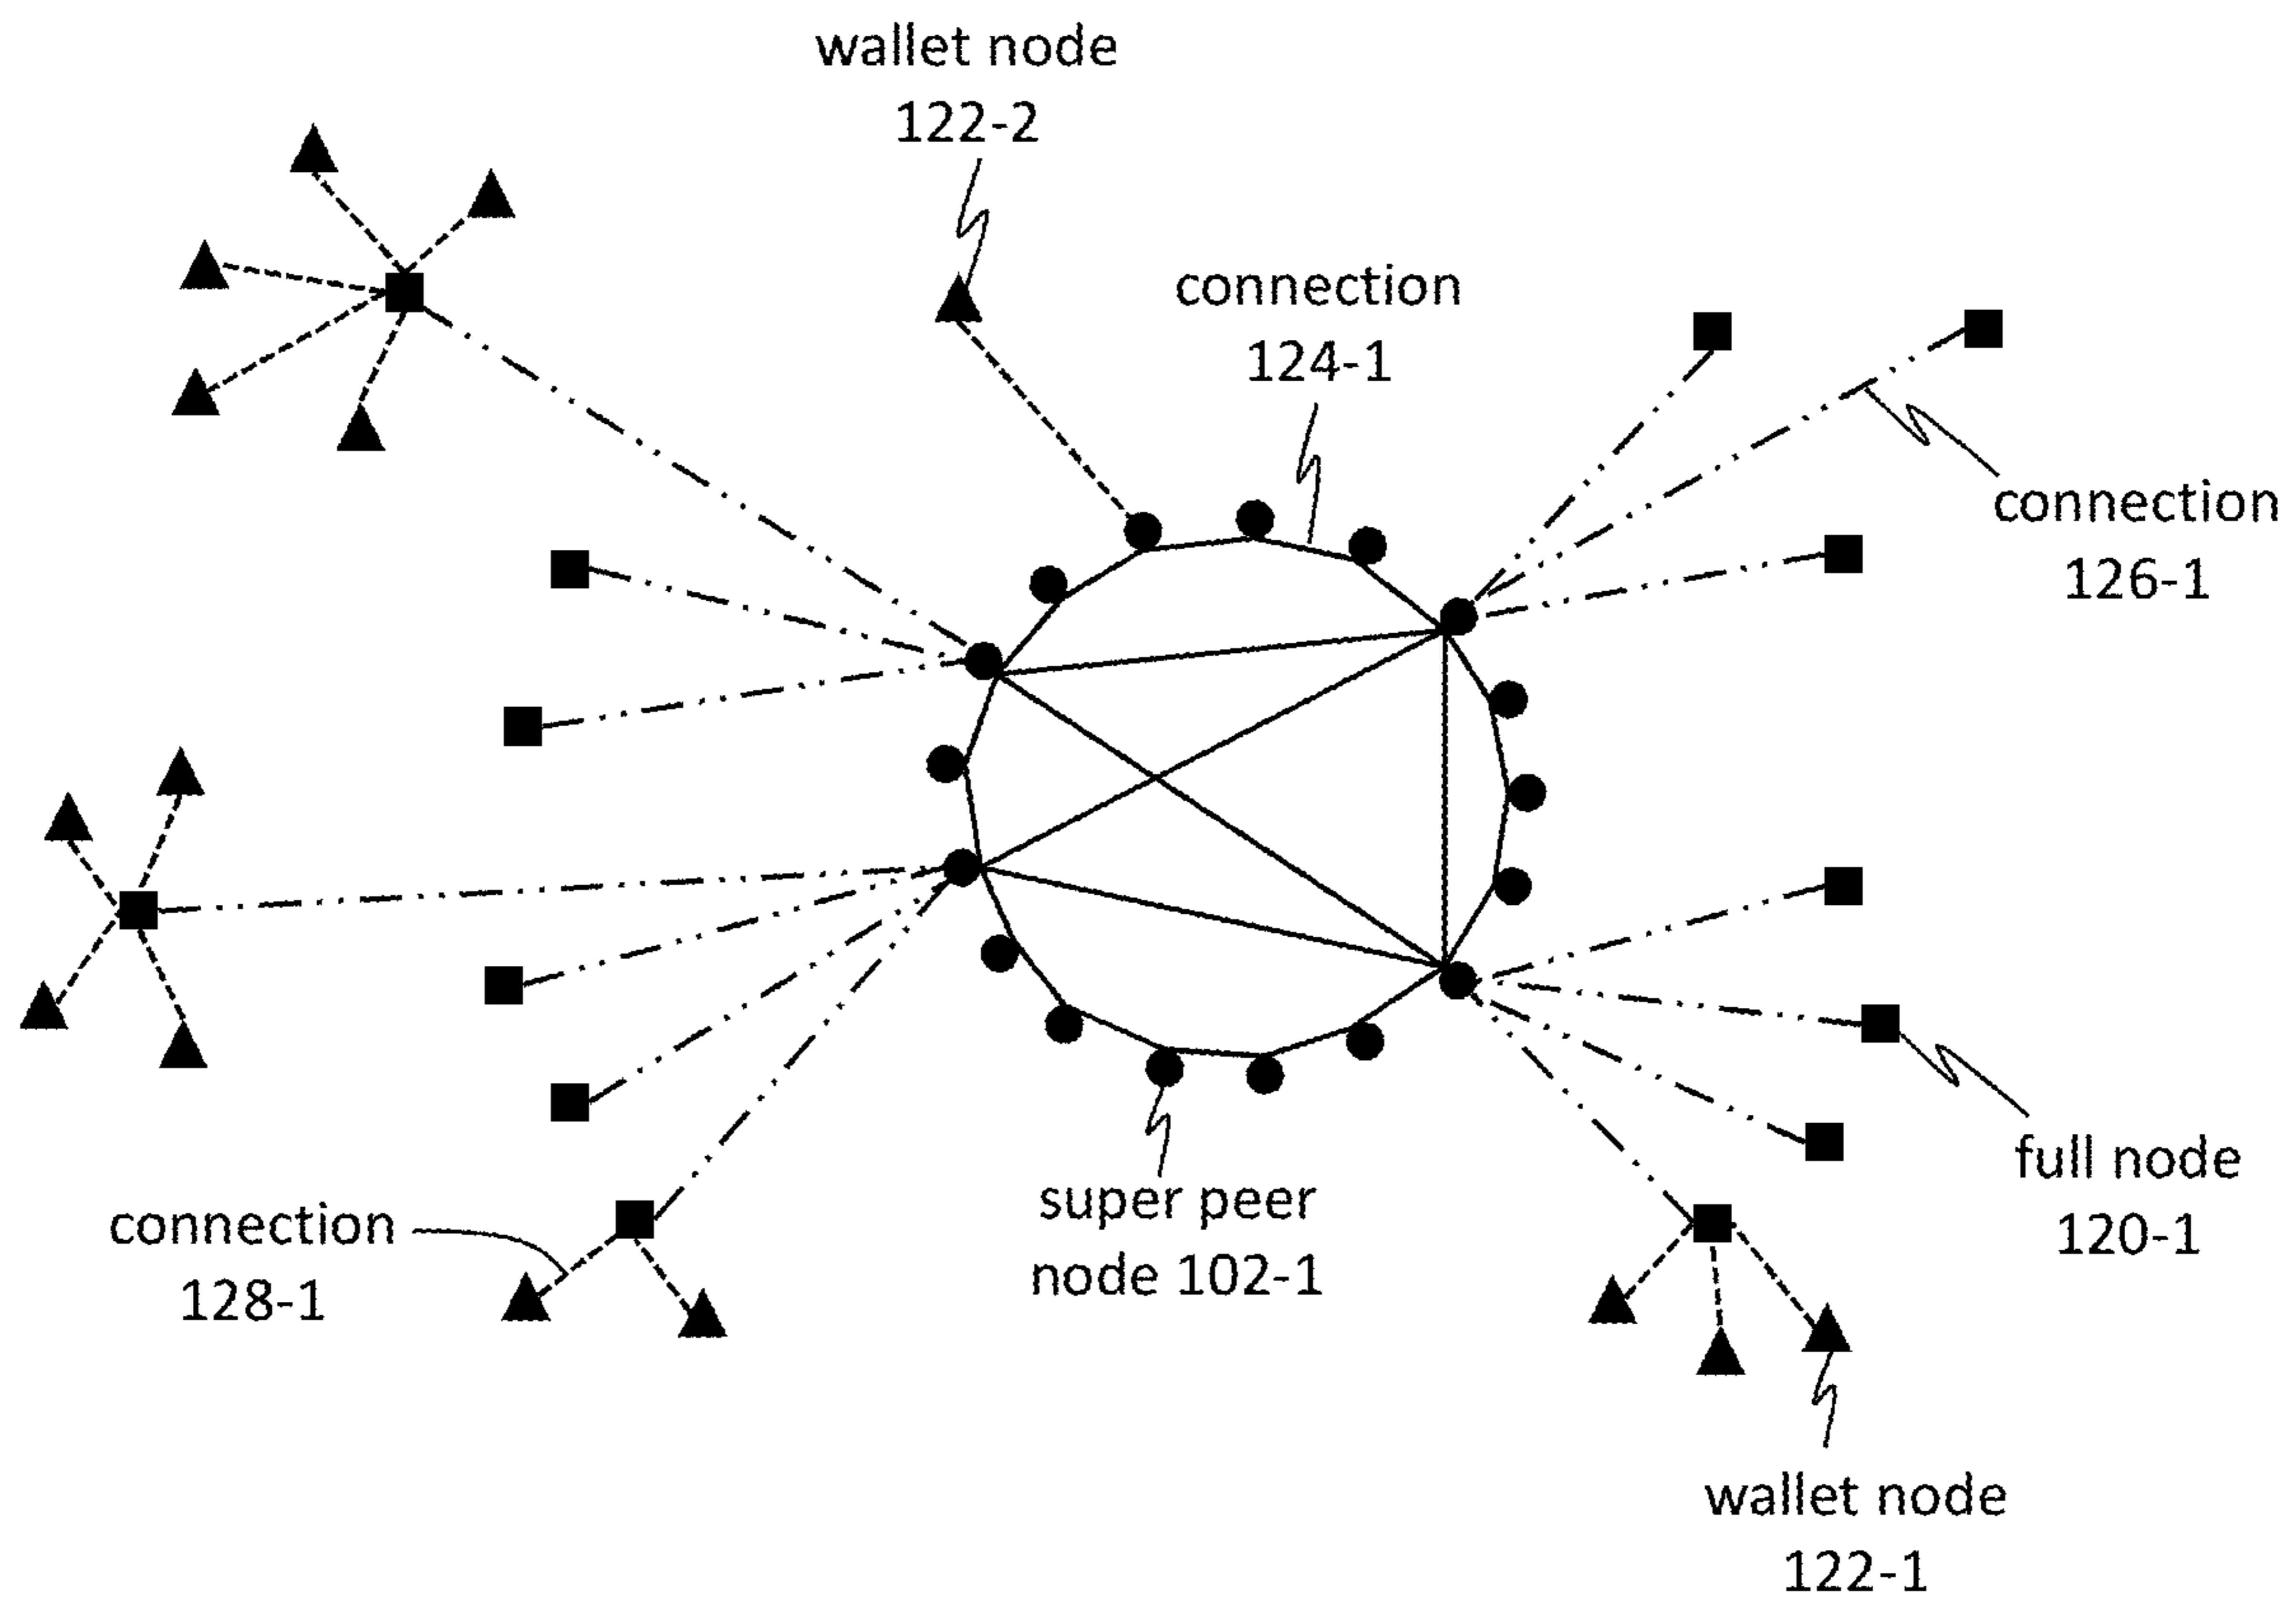 wallet node
122-2
connection
124-1
connection
126-1
connection
128-1
super peer
node 102-1
full node
120-1
wallet node
122-1